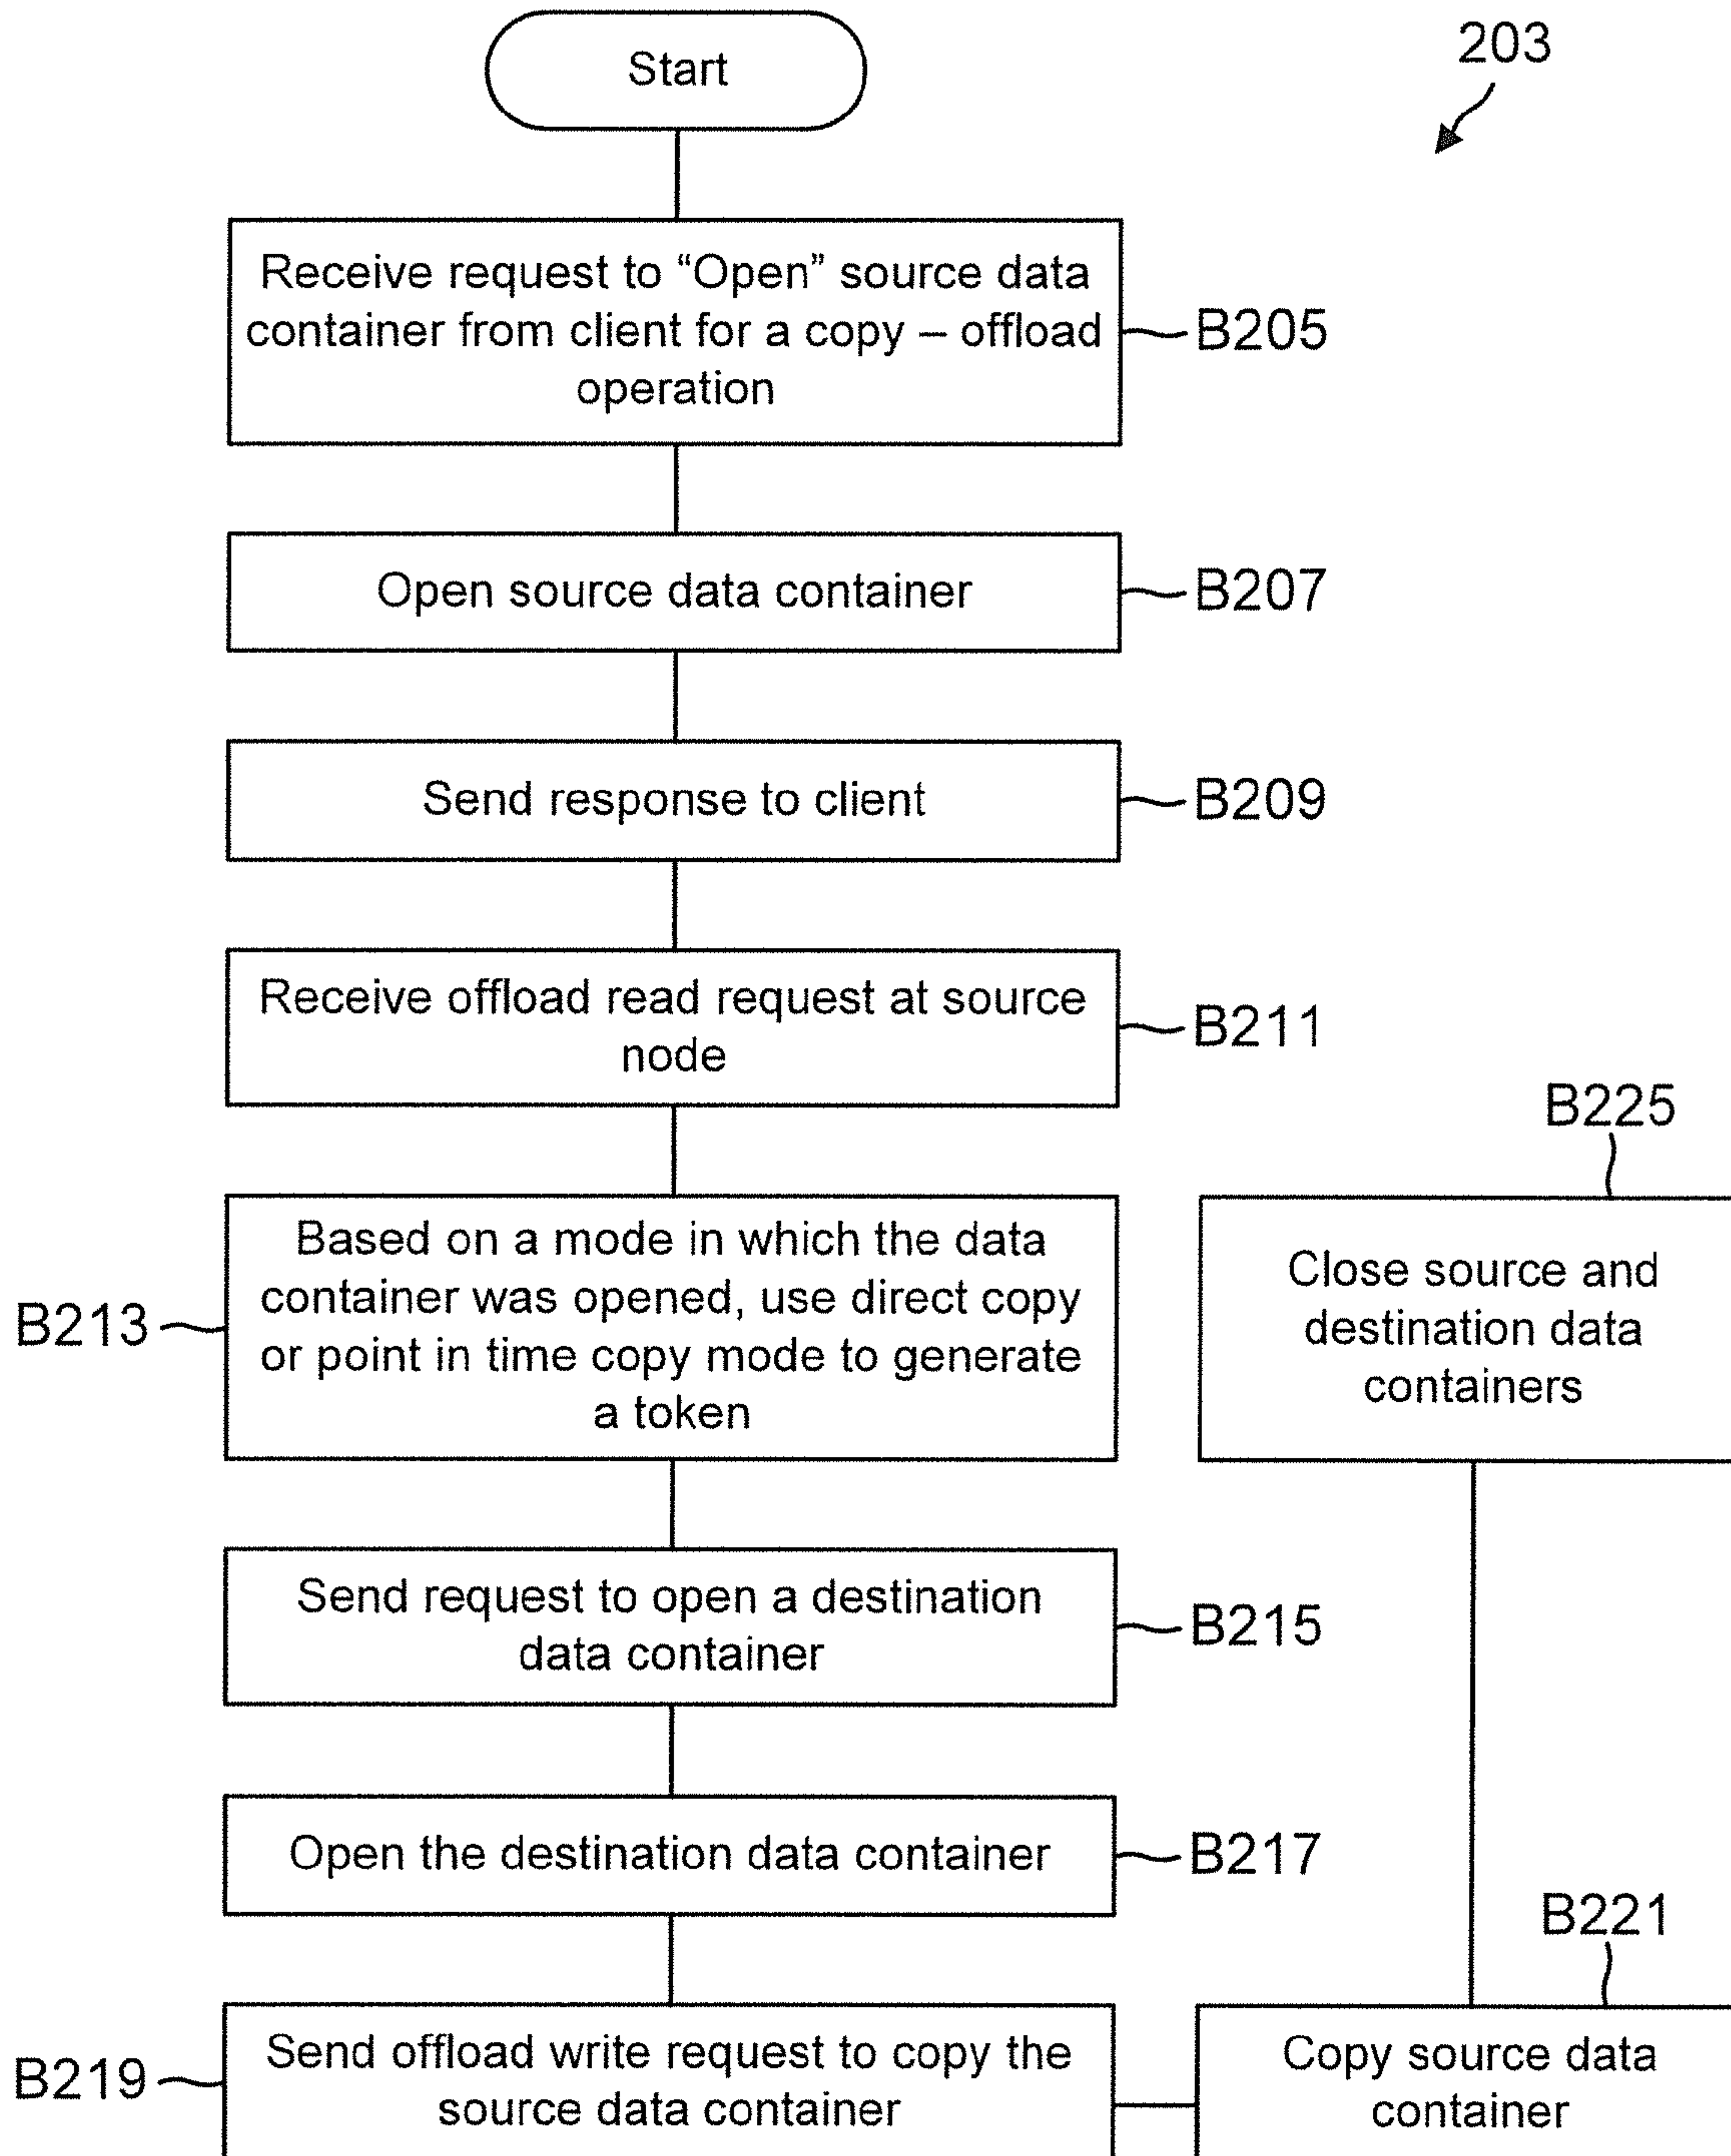 203
Start
Receive request to “Open” source data
container from client for a copy – offload
operation
B205
Open source data container
B207
Send response to client
B209
Receive offload read request at source
node
B211
B213
Based on a mode in which the data
container was opened, use direct copy
or point in time copy mode to generate
a token
Send request to open a destination
data container
B215
Open the destination data container
B217
B219
Send offload write request to copy the
source data container
B221
Copy source data
container
B225
Close source and
destination data
containers